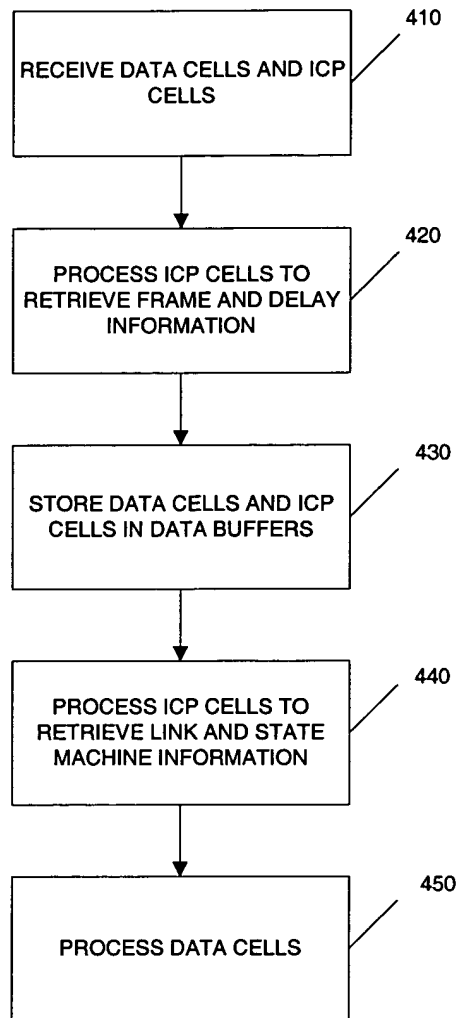 410
RECEIVE DATA CELLS AND ICP
CELLS
420
PROCESS ICP CELLS TO
RETRIEVE FRAME AND DELAY
INFORMATION
430
STORE DATA CELLS AND ICP
CELLS IN DATA BUFFERS
440
PROCESS ICP CELLS TO
RETRIEVE LINK AND STATE
MACHINE INFORMATION
450
PROCESS DATA CELLS